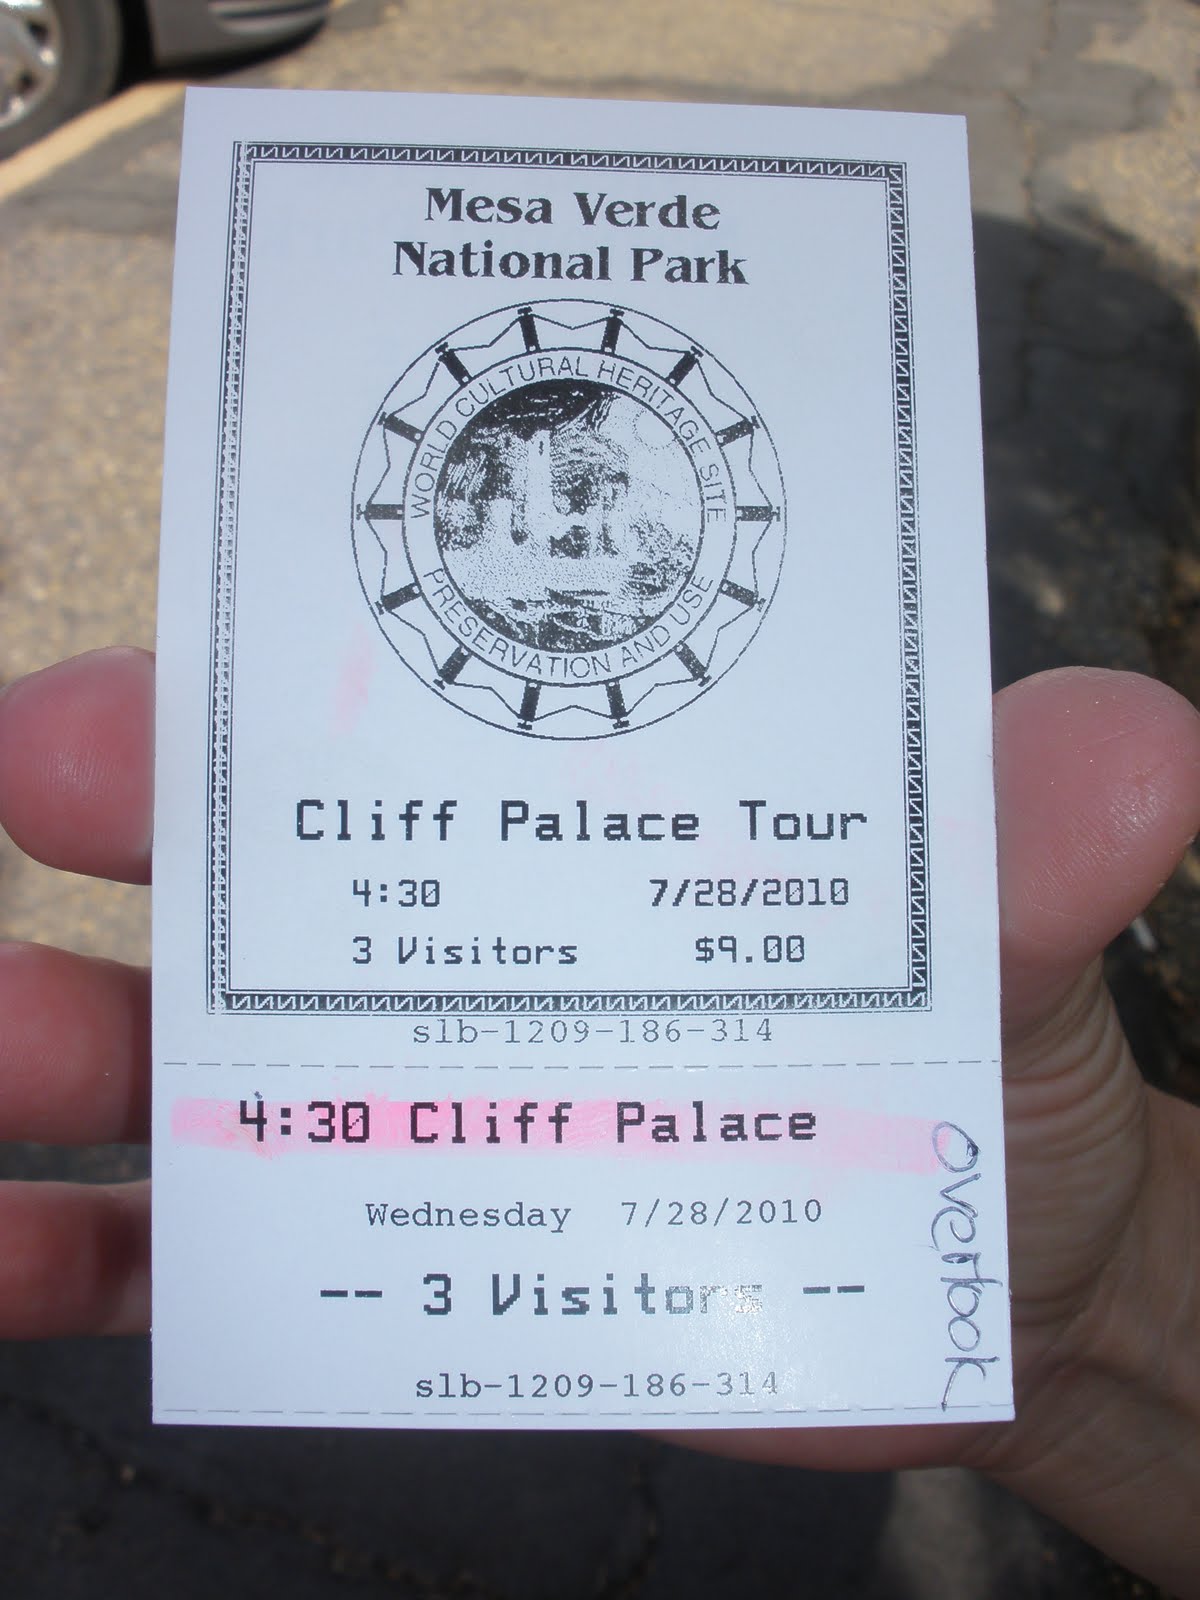 Mesa Verde
National Park
WORLD CULTURAL HERITAGE SITE
PRESERVATION AND USE
Cliff Palace Tour
4:30 7/28/2010
3 Visitors $9.00
slb-1209-186-314
4:30 Cliff Palace
Wednesday 7/28/2010
-- 3 Visitors --
slb-1209-186-314
Overlook